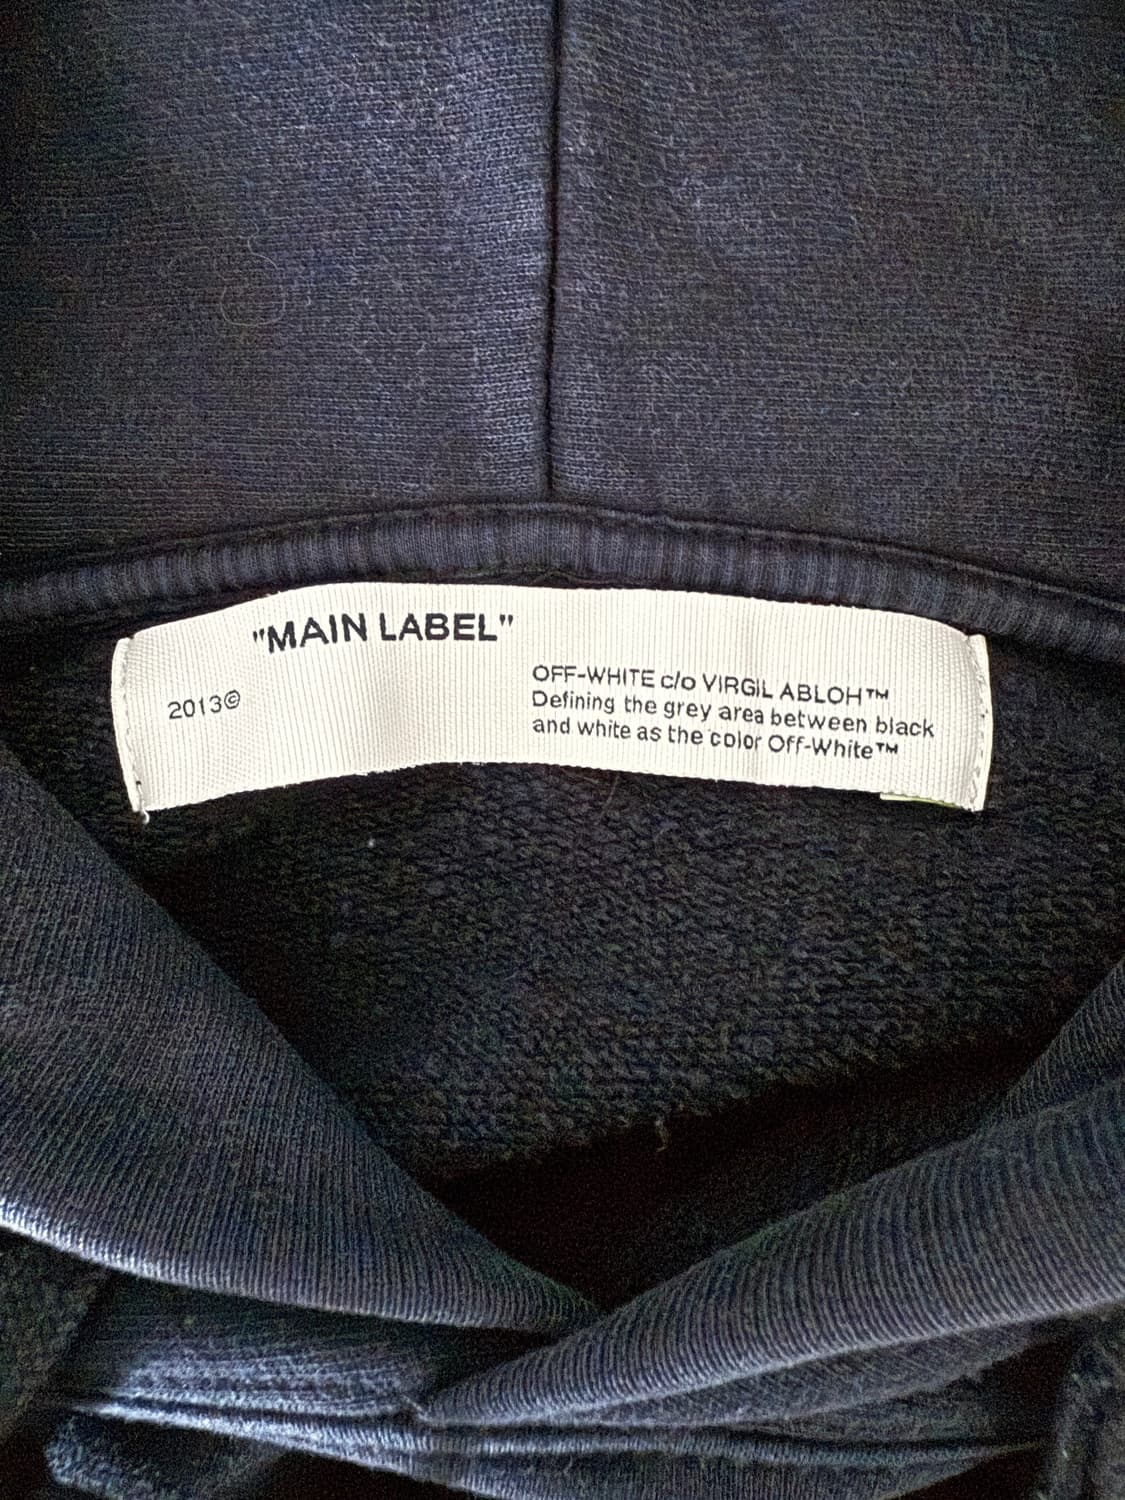 "MAIN LABEL"
2013©
OFF-WHITE c/o VIRGIL ABLOH™
Defining the grey area between black
and white as the color Off-White™